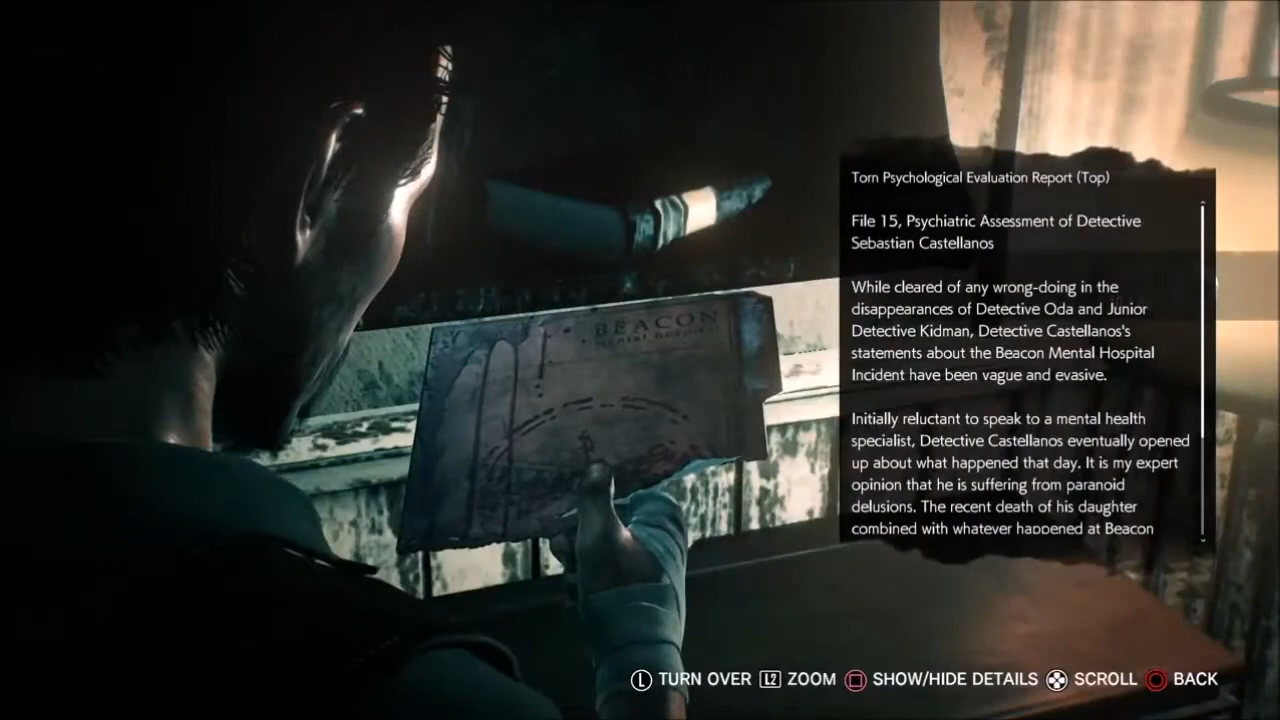 BEACON
Mental Hospital
Torn Psychological Evaluation Report (Top)
File 15, Psychiatric Assessment of Detective
Sebastian Castellanos
While cleared of any wrong-doing in the
disappearances of Detective Oda and Junior
Detective Kidman, Detective Castellanos's
statements about the Beacon Mental Hospital
Incident have been vague and evasive.
Initially reluctant to speak to a mental health
specialist, Detective Castellanos eventually opened
up about what happened that day. It is my expert
opinion that he is suffering from paranoid
delusions. The recent death of his daughter
combined with whatever happened at Beacon
L TURN OVER L2 ZOOM SHOW/HIDE DETAILS SCROLL BACK